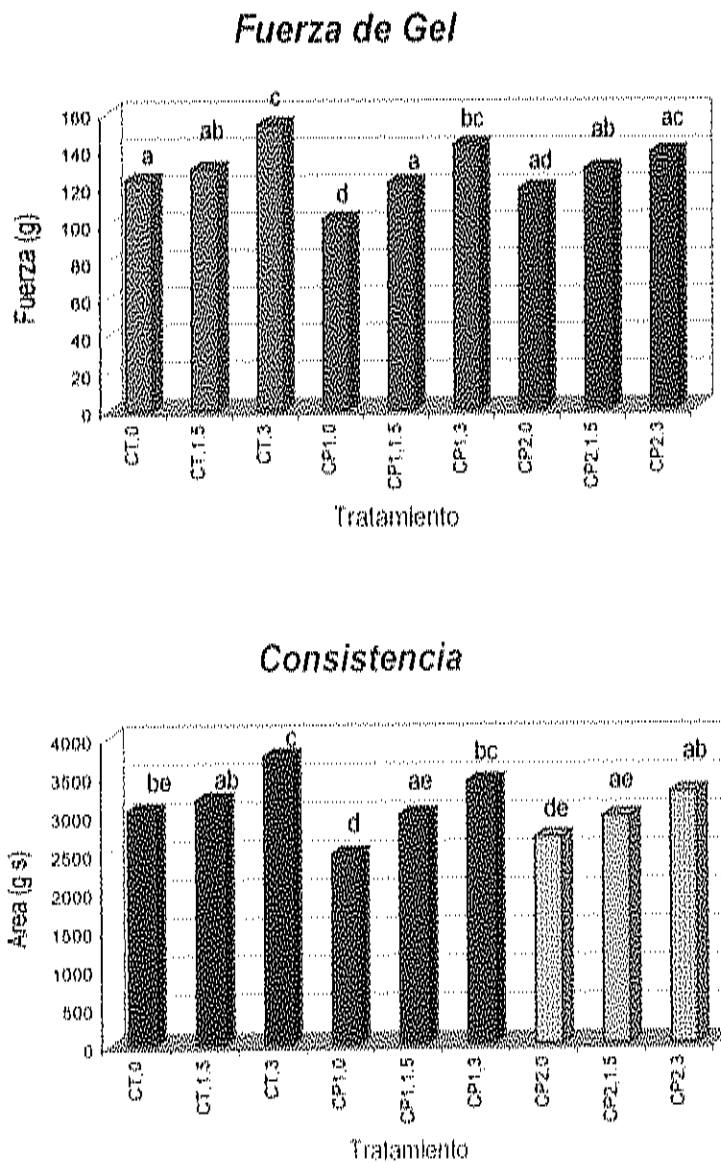 Fuerza de Gel
Fuerza (g)
160
140
120
100
80
60
40
20
0
a
ab
c
d
a
bc
ad
ab
ac
CT,0
CT,1.5
CT,3
CP1,0
CP1,1.5
CP1,3
CP2,0
CP2,1.5
CP2,3
Tratamiento
Consistencia
Area (g s)
4000
3500
3000
2500
2000
1500
1000
500
0
be
ab
c
d
ae
bc
de
ae
ab
CT,0
CT,1.5
CT,3
CP1,0
CP1,1.5
CP1,3
CP2,0
CP2,1.5
CP2,3
Tratamiento